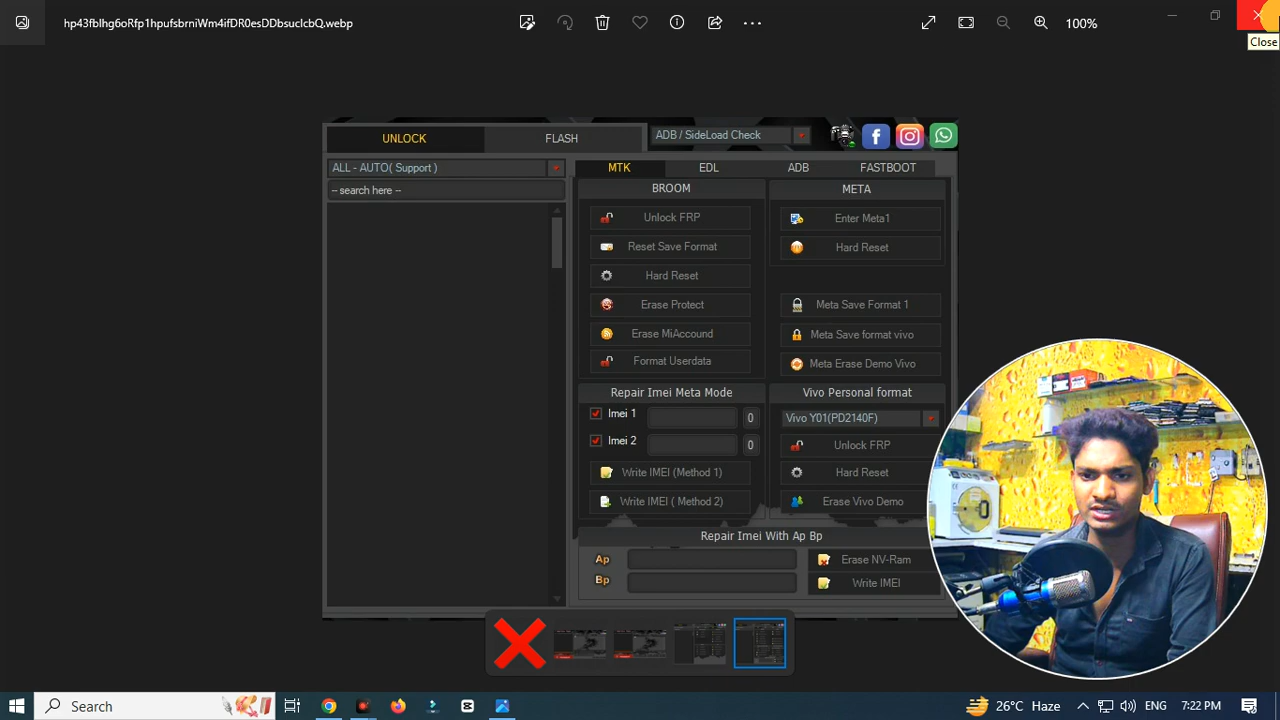 hp43fblhg6oRfp1hpufsbrniWm4ifDR0esDDbsuclcbQ.webp
100%
Close
UNLOCK
FLASH
ADB / SideLoad Check
ALL - AUTO( Support )
-- search here --
MTK
EDL
ADB
FASTBOOT
BROOM
Unlock FRP
Reset Save Format
Hard Reset
Erase Protect
Erase MiAccound
Format Userdata
META
Enter Meta1
Hard Reset
Meta Save Format 1
Meta Save format vivo
Meta Erase Demo Vivo
Repair Imei Meta Mode
Imei 1
0
Imei 2
0
Write IMEI (Method 1)
Write IMEI ( Method 2)
Vivo Personal format
Vivo Y01(PD2140F)
Unlock FRP
Hard Reset
Erase Vivo Demo
Repair Imei With Ap Bp
Ap
Bp
Erase NV-Ram
Write IMEI
Search
26°C Haze
ENG
7:22 PM